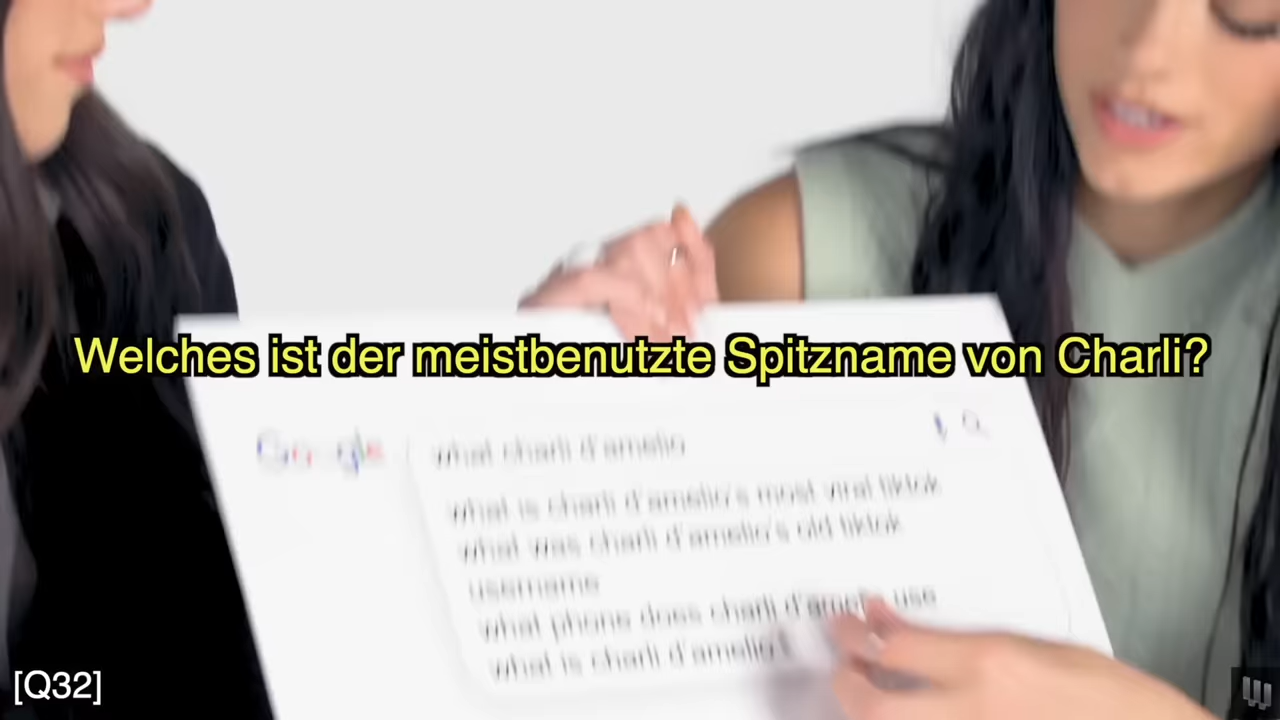 Welches ist der meistbenutzte Spitzname von Charli?
Google
what charli d'amelio
what is charli d'amelio's most viral tiktok
what was charli d'amelio's old tiktok
username
what phone does charli d'amelio use
what is charli d'amelio's
[Q32]
W